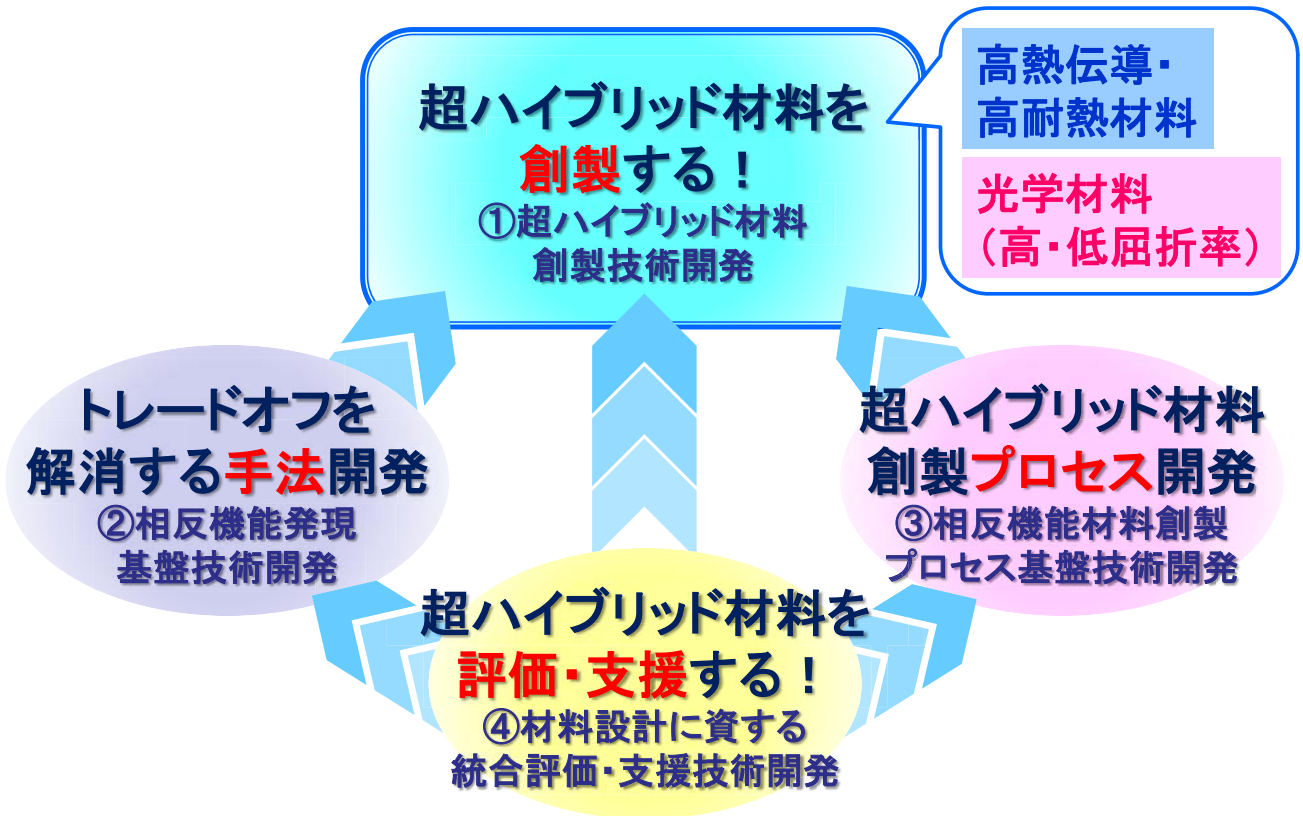 超ハイブリッド材料を
創製する！
①超ハイブリッド材料
創製技術開発
高熱伝導・
高耐熱材料
光学材料
（高・低屈折率）
トレードオフを
解消する手法開発
②相反機能発現
基盤技術開発
超ハイブリッド材料
創製プロセス開発
③相反機能材料創製
プロセス基盤技術開発
超ハイブリッド材料を
評価・支援する！
④材料設計に資する
統合評価・支援技術開発